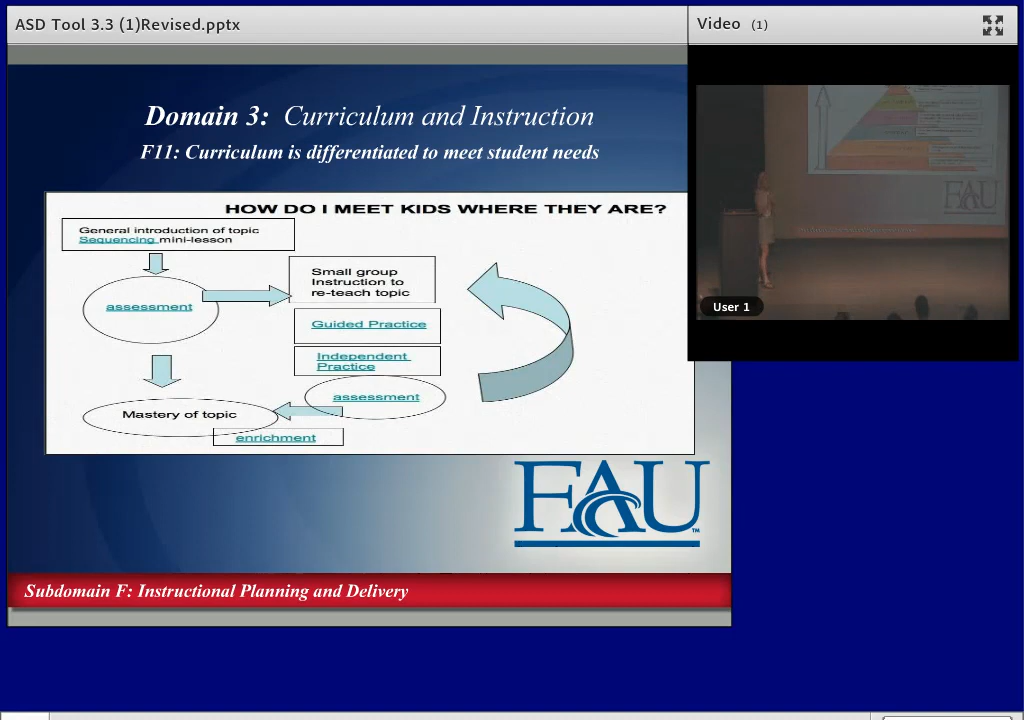 ASD Tool 3.3 (1)Revised.pptx
Video (1)
Domain 3: Curriculum and Instruction
F11: Curriculum is differentiated to meet student needs
HOW DO I MEET KIDS WHERE THEY ARE?
General introduction of topic
Sequencing mini-lesson
assessment
Small group
Instruction to
re-teach topic
Guided Practice
Independent
Practice
assessment
Mastery of topic
enrichment
FAU
TM
Subdomain F: Instructional Planning and Delivery
FAU
User 1